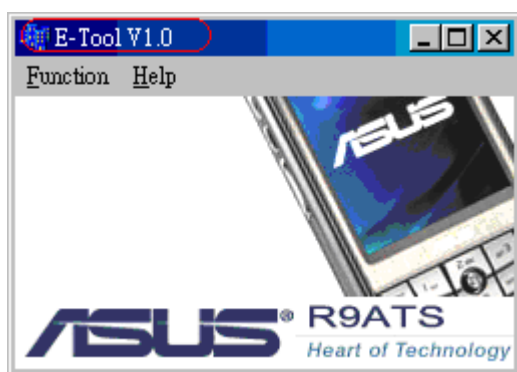 E-Tool V1.0
Function Help
ASUS
ASUS® R9ATS
Heart of Technology